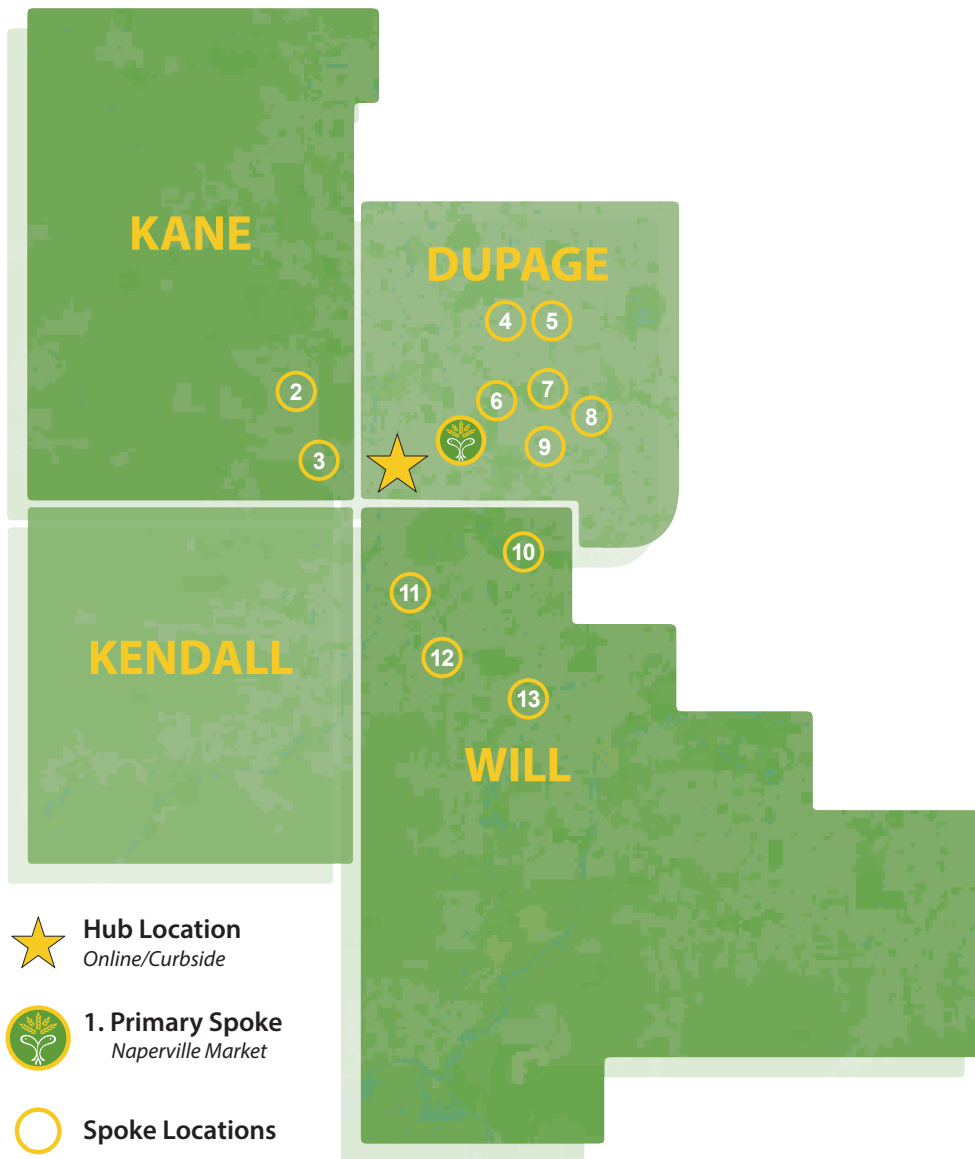 KANE
DUPAGE
4
5
2
7
6
8
3
9
10
11
KENDALL
12
13
WILL
Hub Location
Online/Curbside
1. Primary Spoke
Naperville Market
Spoke Locations